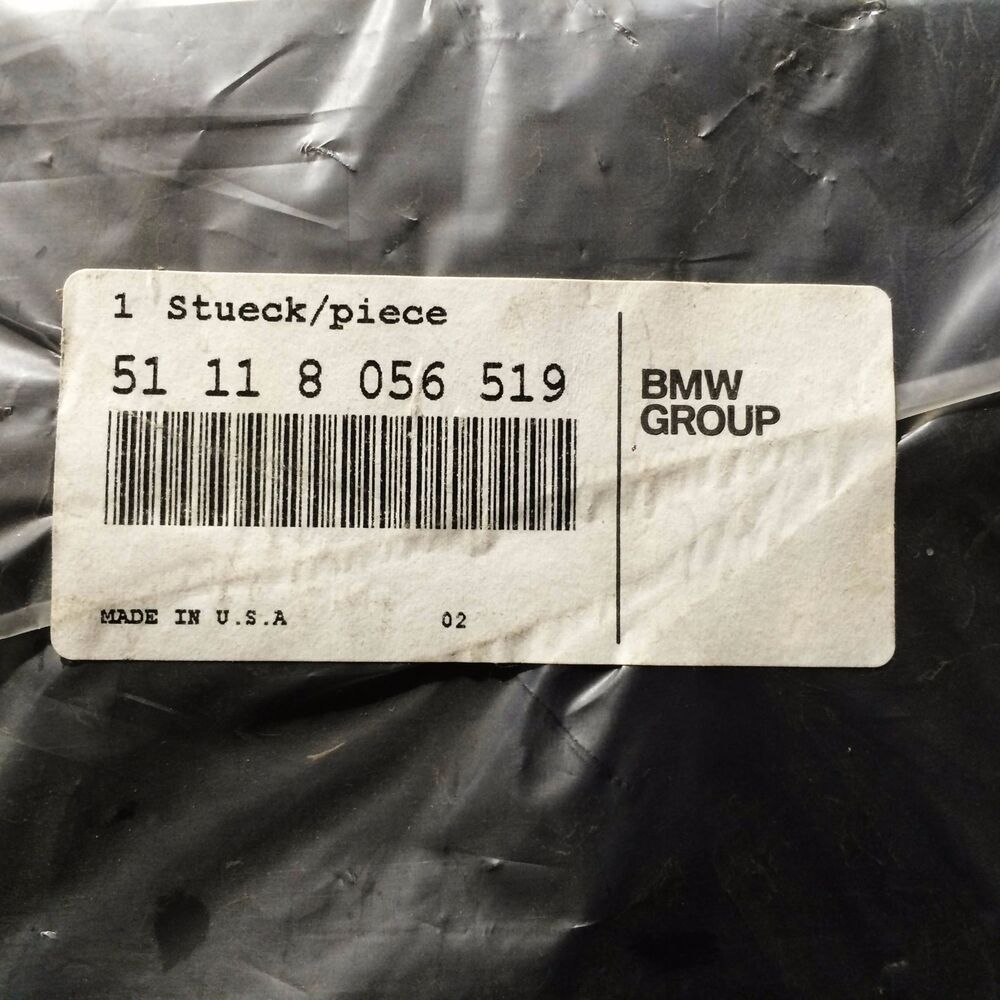 1 Stueck/piece
51 11 8 056 519
BMW
GROUP
MADE IN U.S.A 02